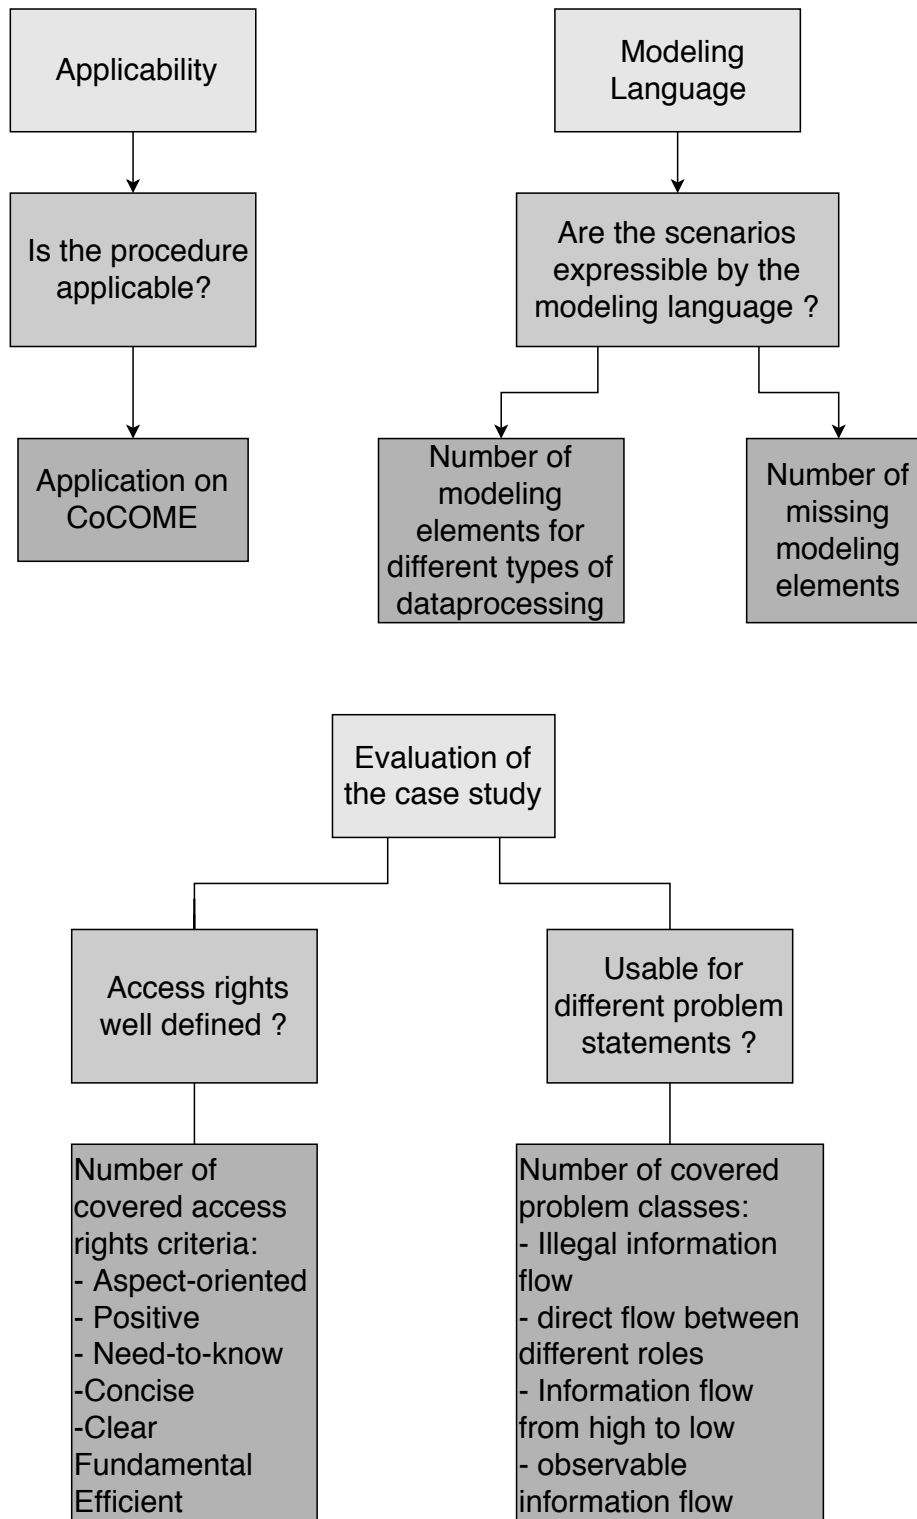 Applicability
Modeling
Language
Is the procedure
applicable?
Are the scenarios
expressible by the
modeling language ?
Application on
CoCOME
Number of
modeling
elements for
different types of
dataprocessing
Number of
missing
modeling
elements
Evaluation of
the case study
Access rights
well defined ?
Usable for
different problem
statements ?
Number of
covered access
rights criteria:
- Aspect-oriented
- Positive
- Need-to-know
-Concise
-Clear
Fundamental
Efficient
Number of covered
problem classes:
- Illegal information
flow
- direct flow between
different roles
- Information flow
from high to low
- observable
information flow